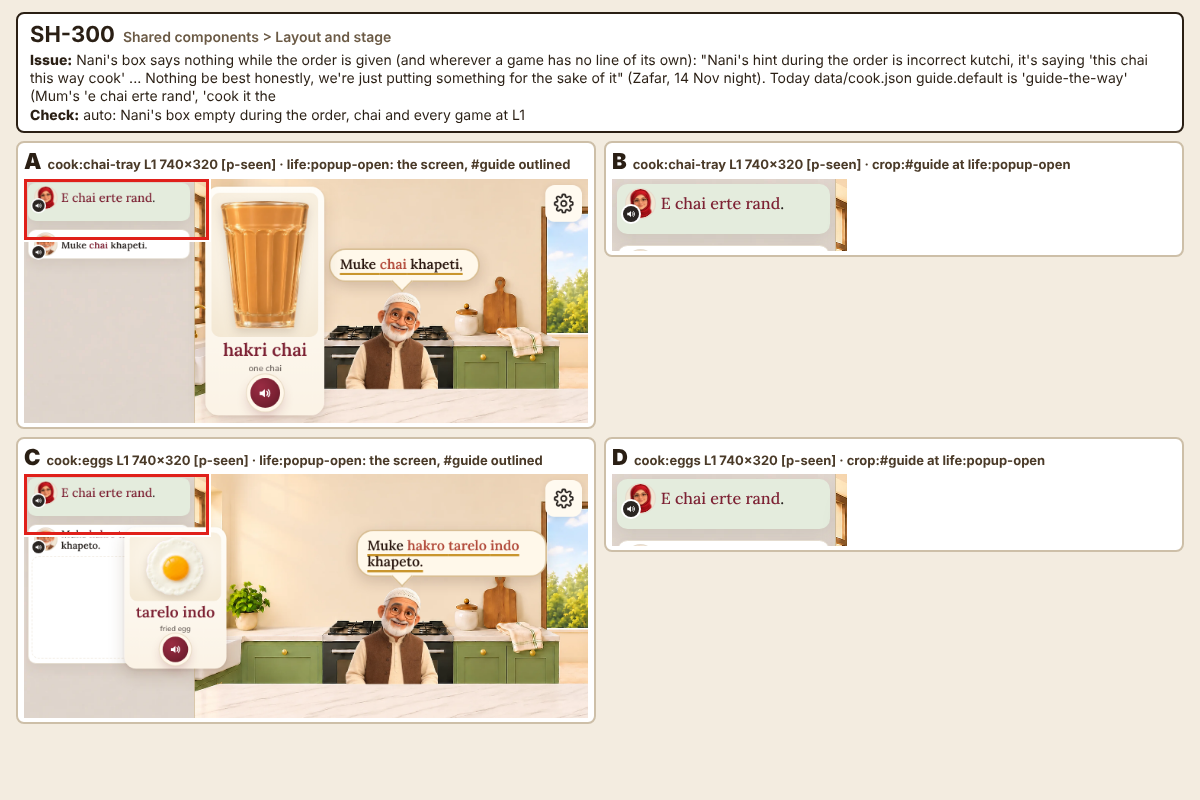 SH-300 Shared components > Layout and stage
Issue: Nani's box says nothing while the order is given (and wherever a game has no line of its own): "Nani's hint during the order is incorrect kutchi, it's saying 'this chai
this way cook' ... Nothing be best honestly, we're just putting something for the sake of it" (Zafar, 14 Nov night). Today data/cook.json guide.default is 'guide-the-way'
(Mum's 'e chai erte rand', 'cook it the
Check: auto: Nani's box empty during the order, chai and every game at L1
A cook:chai-tray L1 740×320 [p-seen] · life:popup-open: the screen, #guide outlined
E chai erte rand.
Muke chai khapeti.
hakri chai
one chai
Muke chai khapeti,
B cook:chai-tray L1 740×320 [p-seen] · crop:#guide at life:popup-open
E chai erte rand.
C cook:eggs L1 740×320 [p-seen] · life:popup-open: the screen, #guide outlined
E chai erte rand.
khapeto.
tarelo indo
fried egg
Muke hakro tarelo indo
khapeto.
D cook:eggs L1 740×320 [p-seen] · crop:#guide at life:popup-open
E chai erte rand.